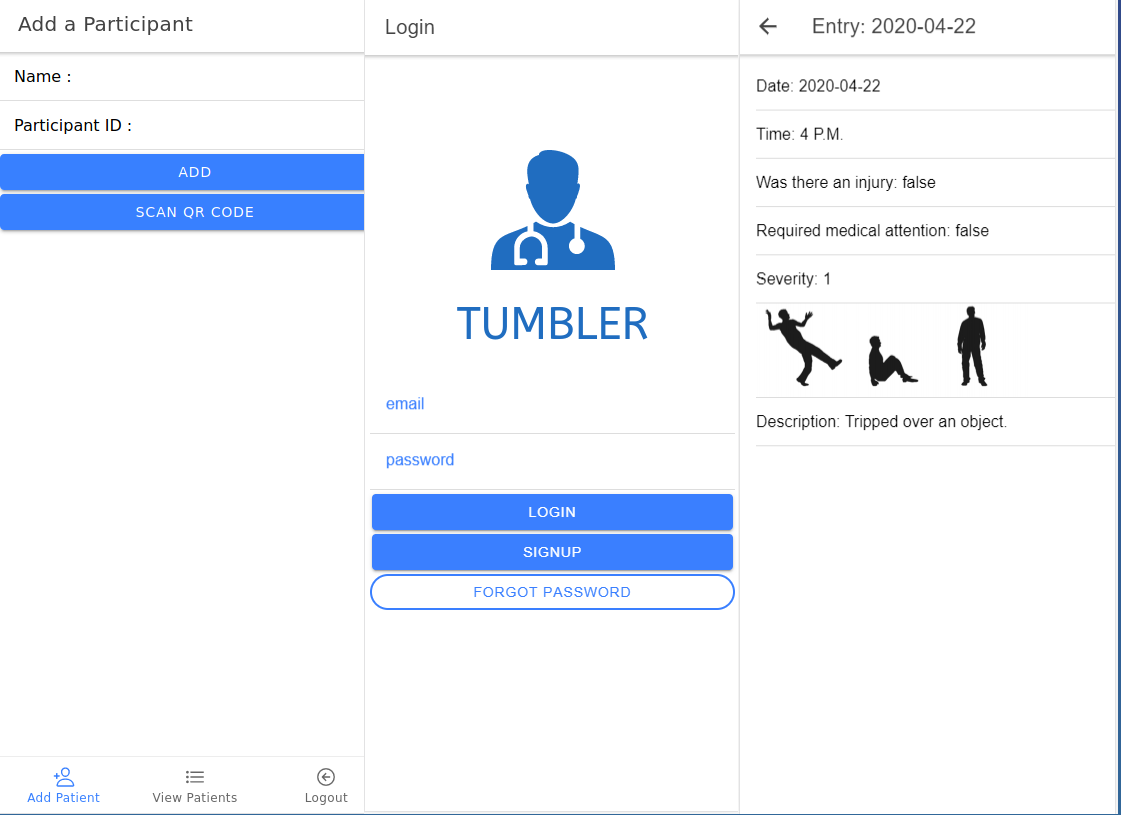 Add a Participant
Name :
Participant ID :
ADD
SCAN QR CODE
Add Patient
View Patients
Logout
Login
TUMBLER
email
password
LOGIN
SIGNUP
FORGOT PASSWORD
Entry: 2020-04-22
Date: 2020-04-22
Time: 4 P.M.
Was there an injury: false
Required medical attention: false
Severity: 1
Description: Tripped over an object.